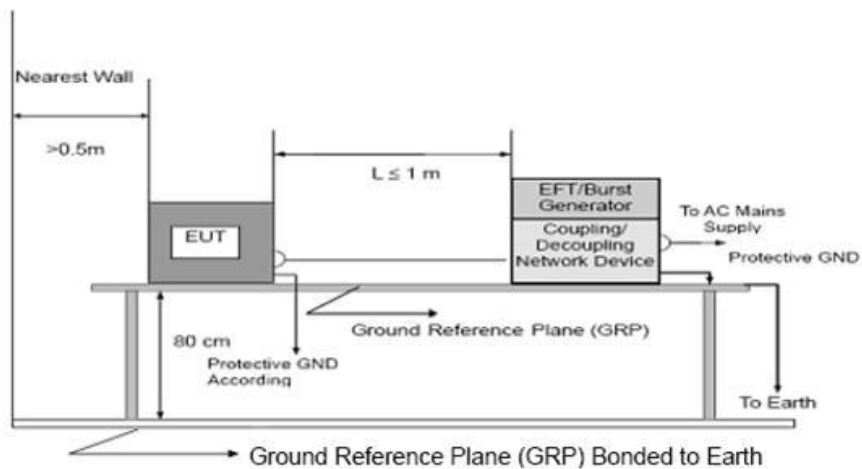 Nearest Wall
>0.5m
L ≤ 1 m
EUT
EFT/Burst
Generator
Coupling/
Decoupling
Network Device
To AC Mains
Supply
Protective GND
80 cm
Ground Reference Plane (GRP)
Protective GND
According
To Earth
Ground Reference Plane (GRP) Bonded to Earth